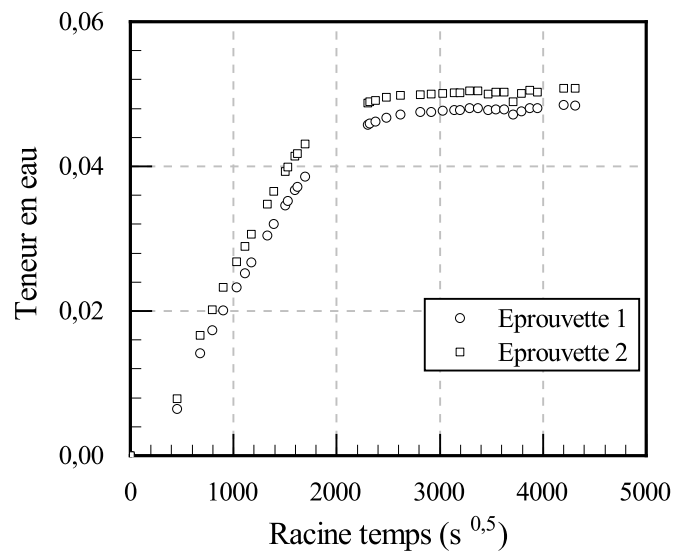 0,06
0,04
0,02
0,00
Teneur en eau
Eprouvette 1
Eprouvette 2
0 1000 2000 3000 4000 5000
Racine temps (s 0,5)